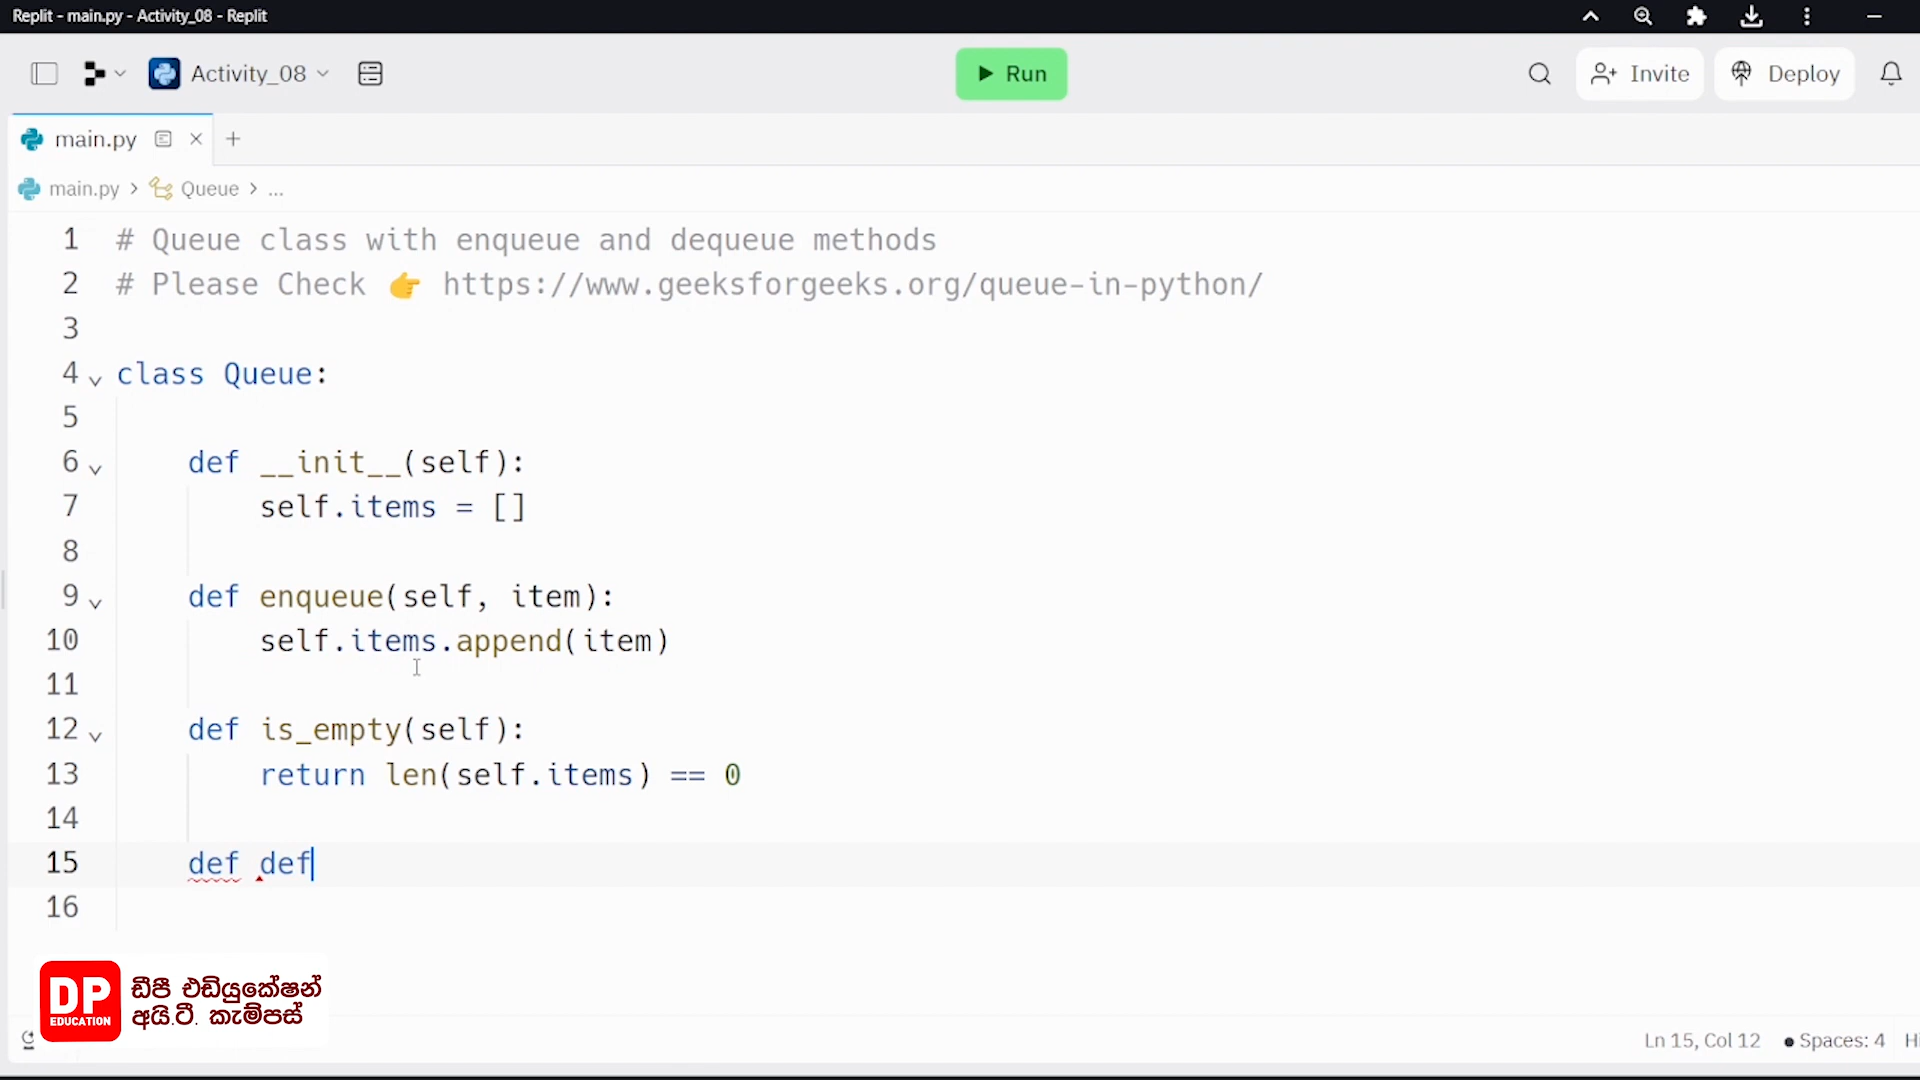 Replit - main.py - Activity_08 - Replit
Activity_08
Run
Invite
Deploy
main.py
main.py > Queue > ...
1 # Queue class with enqueue and dequeue methods
2 # Please Check 👉 https://www.geeksforgeeks.org/queue-in-python/
3
4 class Queue:
5
6     def __init__(self):
7         self.items = []
8
9     def enqueue(self, item):
10         self.items.append(item)
11
12     def is_empty(self):
13         return len(self.items) == 0
14
15     def def
16
DP
EDUCATION
ඩීපී එඩියුකේෂන්
අයි.ටී. කැම්පස්
Ln 15, Col 12
Spaces: 4